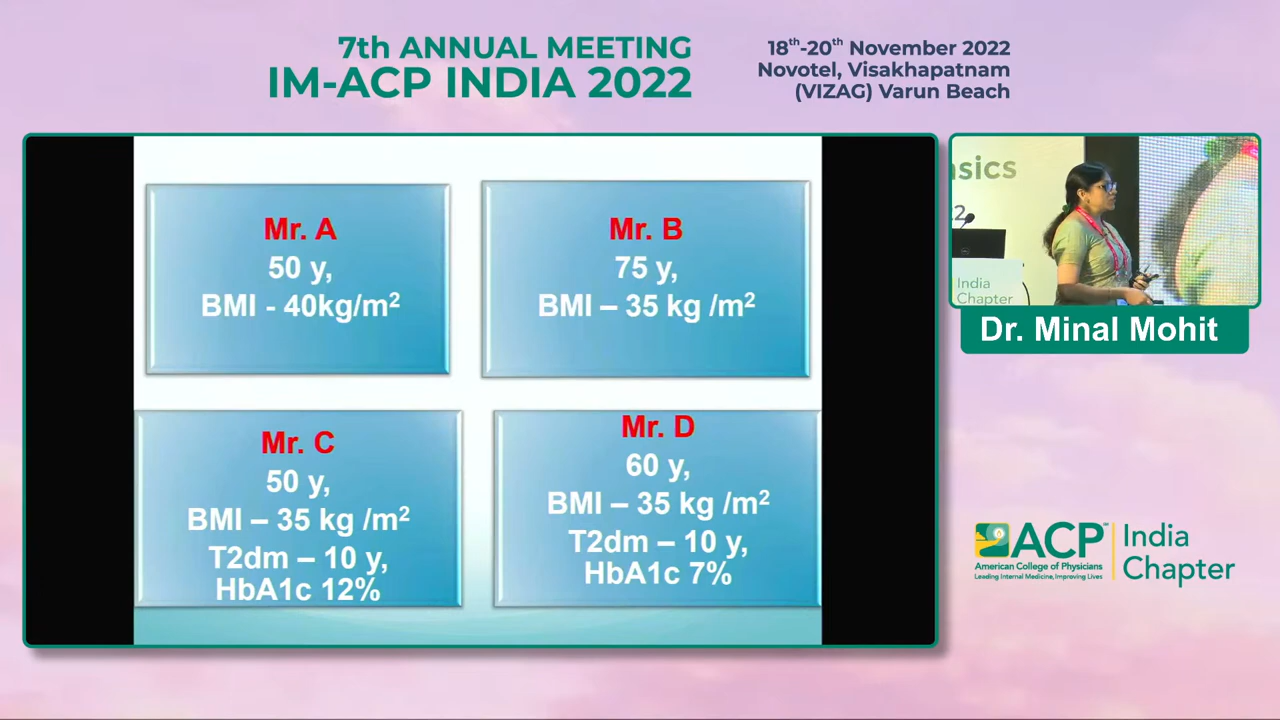 7th ANNUAL MEETING
IM-ACP INDIA 2022
18th-20th November 2022
Novotel, Visakhapatnam
(VIZAG) Varun Beach
Mr. A
50 y,
BMI - 40kg/m²
Mr. B
75 y,
BMI – 35 kg /m²
Mr. C
50 y,
BMI – 35 kg /m²
T2dm – 10 y,
HbA1c 12%
Mr. D
60 y,
BMI – 35 kg /m²
T2dm – 10 y,
HbA1c 7%
India
Chapter
Dr. Minal Mohit
ACP™
American College of Physicians
Leading Internal Medicine, Improving Lives
India
Chapter